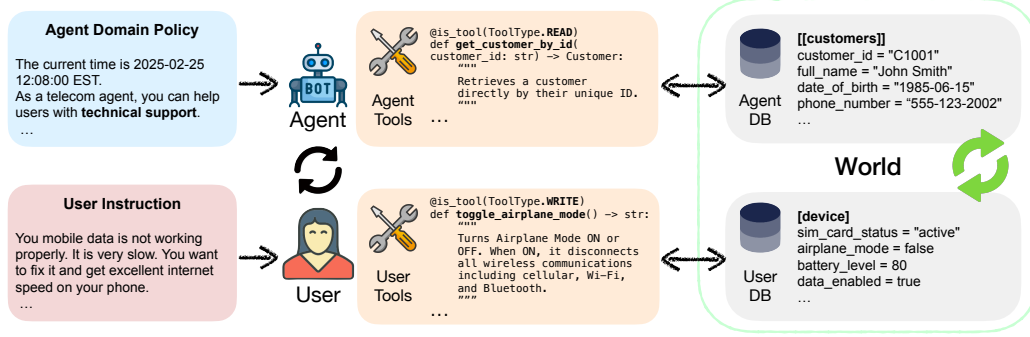 Agent Domain Policy
The current time is 2025-02-25
12:08:00 EST.
As a telecom agent, you can help
users with technical support.
…
BOT
Agent
Agent
Tools
@is_tool(ToolType.READ)
def get_customer_by_id(
customer_id: str) -> Customer:
"""
Retrieves a customer
directly by their unique ID.
"""
...
Agent
DB
[[customers]]
customer_id = "C1001"
full_name = "John Smith"
date_of_birth = "1985-06-15"
phone_number = “555-123-2002"
…
World
User Instruction
You mobile data is not working
properly. It is very slow. You want
to fix it and get excellent internet
speed on your phone.
…
User
User
Tools
@is_tool(ToolType.WRITE)
def toggle_airplane_mode() -> str:
“""
Turns Airplane Mode ON or
OFF. When ON, it disconnects
all wireless communications
including cellular, Wi-Fi,
and Bluetooth.
”””
...
User
DB
[device]
sim_card_status = "active"
airplane_mode = false
battery_level = 80
data_enabled = true
…